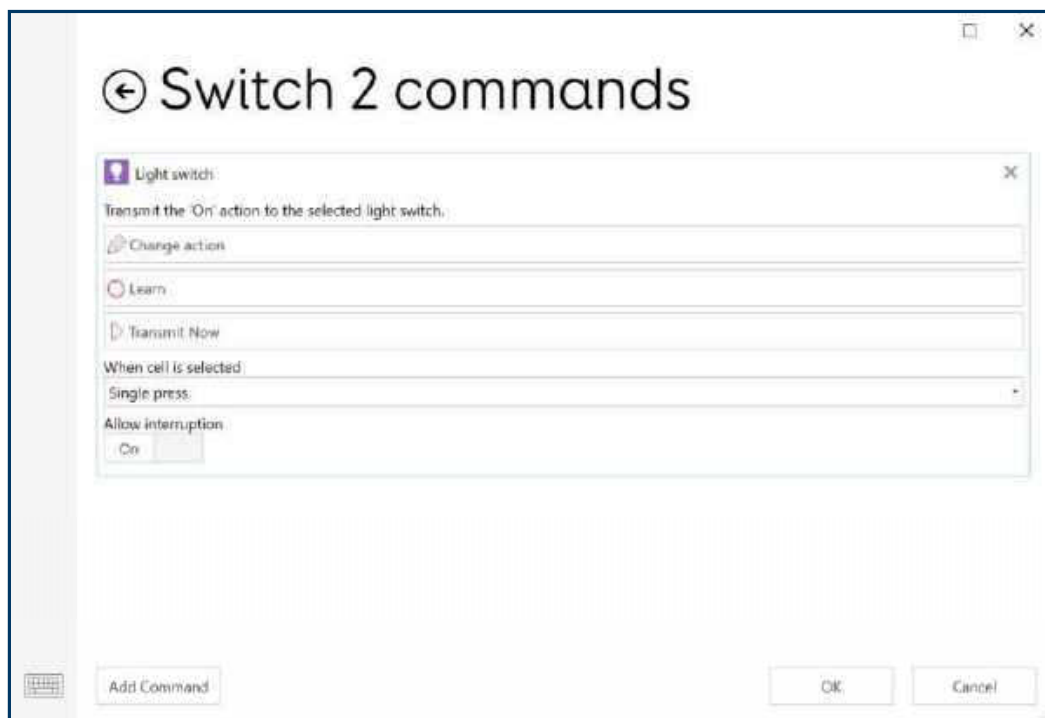 Switch 2 commands
Light switch
Transmit the 'On' action to the selected light switch.
Change action
Learn
Transmit Now
When cell is selected
Single press
Allow interruption
On
Add Command
OK
Cancel